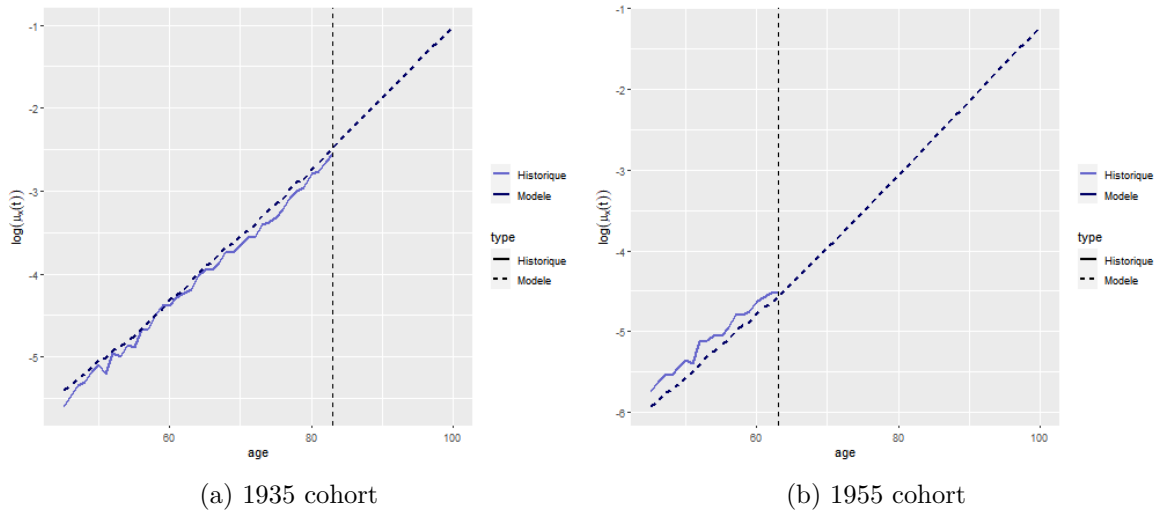 -1
-2
-3
-4
-5
log(μx(t))
60
80
100
age
Historique
Modele
type
Historique
Modele
(a) 1935 cohort
-1
-2
-3
-4
-5
-6
log(μx(t))
60
80
100
age
Historique
Modele
type
Historique
Modele
(b) 1955 cohort